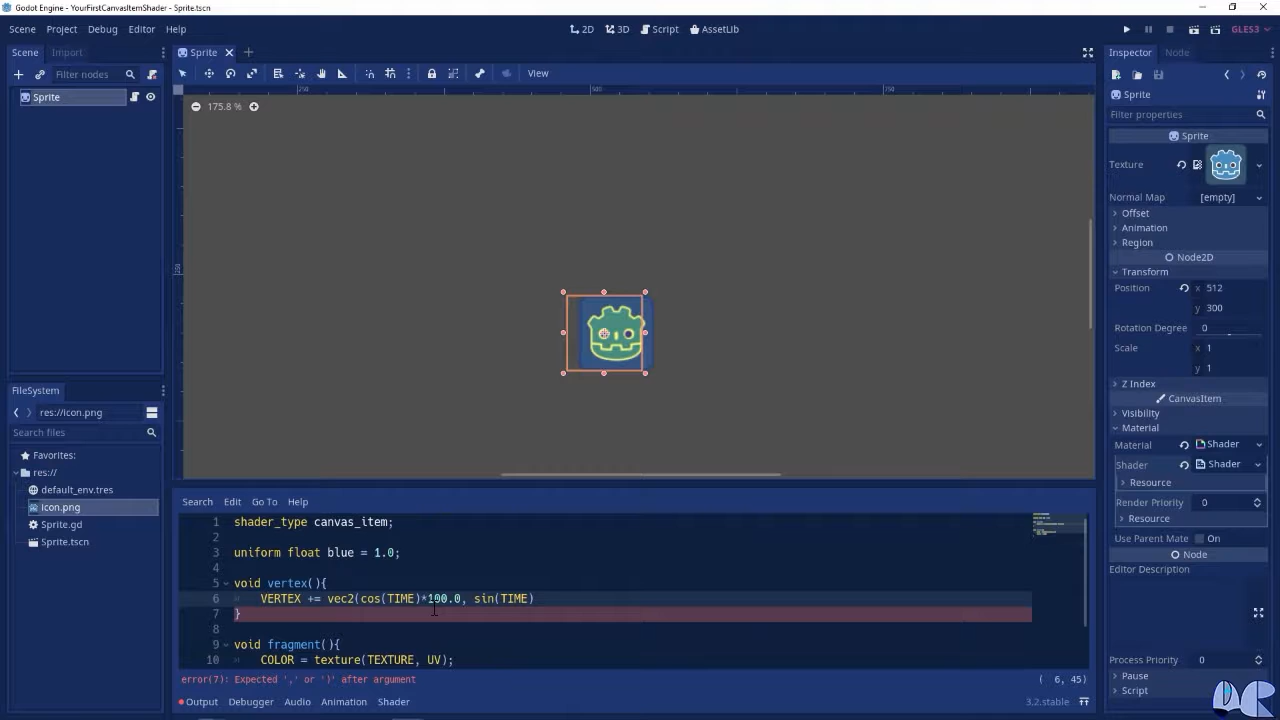 Godot Engine - YourFirstCanvasItemShader - Sprite.tscn
Scene Project Debug Editor Help
2D 3D Script AssetLib
GLES3
Scene Import
Filter nodes
Sprite
Sprite
View
250 500 750
175.8 %
250
Inspector Node
Sprite
Filter properties
Sprite
Texture
Normal Map [empty]
Offset
Animation
Region
Node2D
Transform
Position x 512
y 300
Rotation Degree 0
Scale x 1
y 1
Z Index
CanvasItem
Visibility
Material
Material Shader
Shader Shader
Resource
Render Priority 0
Resource
Use Parent Mate On
Node
Editor Description
Process Priority 0
Pause
Script
FileSystem
res://icon.png
Search files
Favorites:
res://
default_env.tres
icon.png
Sprite.gd
Sprite.tscn
Search Edit Go To Help
1 shader_type canvas_item;
2
3 uniform float blue = 1.0;
4
5 void vertex(){
6 VERTEX += vec2(cos(TIME)*100.0, sin(TIME)
7 }
8
9 void fragment(){
10 COLOR = texture(TEXTURE, UV);
error(7): Expected ',' or ')' after argument
( 6, 45)
Output Debugger Audio Animation Shader
3.2.stable